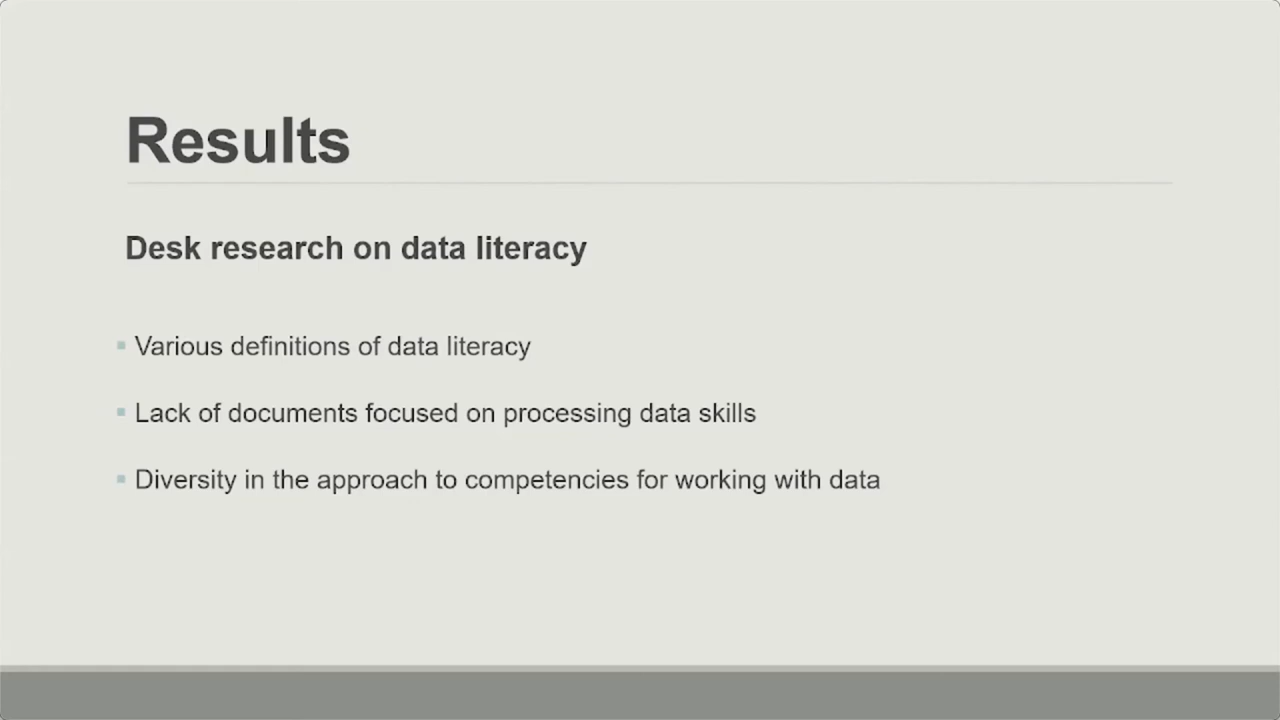 Results
Desk research on data literacy
Various definitions of data literacy
Lack of documents focused on processing data skills
Diversity in the approach to competencies for working with data